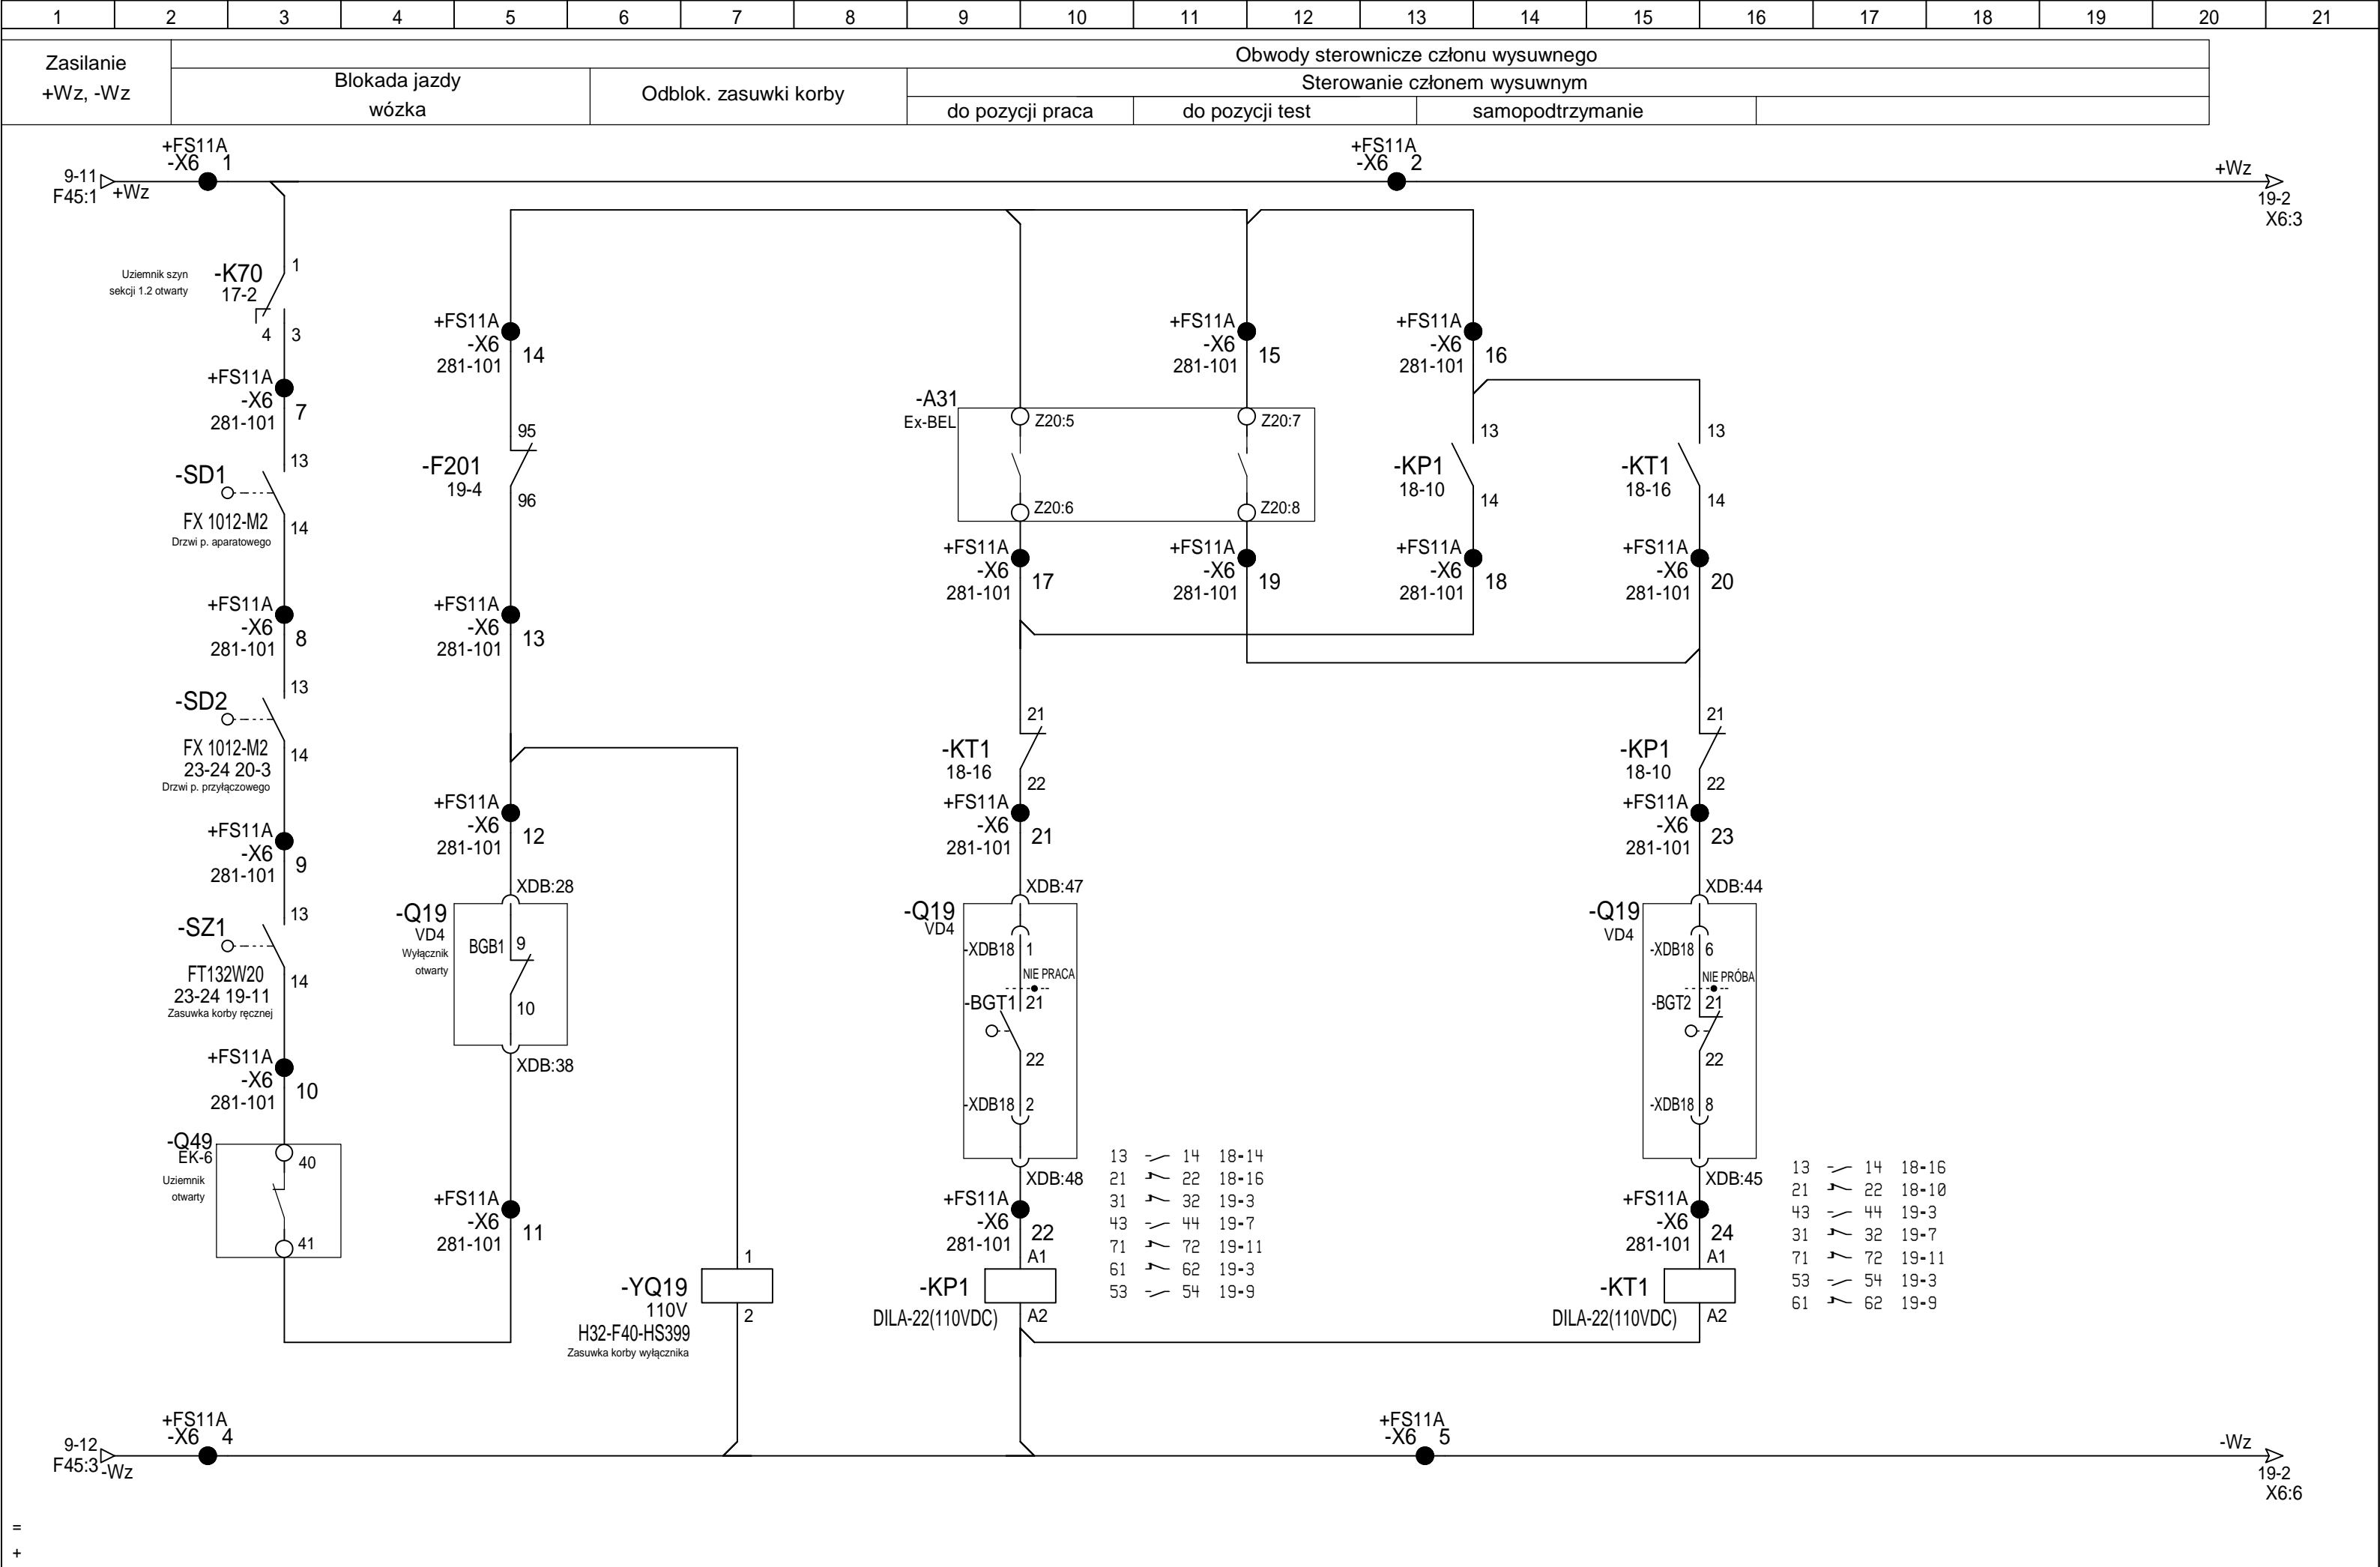 1 2 3 4 5 6 7 8 9 10 11 12 13 14 15 16 17 18 19 20 21
Zasilanie
+Wz, -Wz
Blokada jazdy
wózka
Odblok. zasuwki korby
Obwody sterownicze członu wysuwnego
Sterowanie członem wysuwnym
do pozycji praca
do pozycji test
samopodtrzymanie
+FS11A
-X6 1
9-11
F45:1
+Wz
+FS11A
-X6 2
+Wz
19-2
X6:3
Uziemnik szyn
sekcji 1.2 otwarty
-K70
17-2
1
4 3
+FS11A
-X6
281-101
7
-SD1
13
14
FX 1012-M2
Drzwi p. aparatowego
+FS11A
-X6
281-101
8
-SD2
13
14
FX 1012-M2
23-24 20-3
Drzwi p. przyłączowego
+FS11A
-X6
281-101
9
-SZ1
13
14
FT132W20
23-24 19-11
Zasuwka korby ręcznej
+FS11A
-X6
281-101
10
-Q49
EK-6
Uziemnik
otwarty
40
41
+FS11A
-X6
281-101
14
-F201
19-4
95
96
+FS11A
-X6
281-101
13
+FS11A
-X6
281-101
12
XDB:28
-Q19
VD4
Wyłącznik
otwarty
BGB1
9
10
XDB:38
+FS11A
-X6
281-101
11
-YQ19
110V
H32-F40-HS399
Zasuwka korby wyłącznika
1
2
-A31
Ex-BEL
Z20:5
Z20:6
Z20:7
Z20:8
+FS11A
-X6
281-101
15
+FS11A
-X6
281-101
16
-KP1
18-10
13
14
-KT1
18-16
13
14
+FS11A
-X6
281-101
17
+FS11A
-X6
281-101
19
+FS11A
-X6
281-101
18
+FS11A
-X6
281-101
20
-KT1
18-16
21
22
+FS11A
-X6
281-101
21
XDB:47
-Q19
VD4
-XDB18 1
NIE PRACA
-BGT1 21
22
-XDB18 2
XDB:48
+FS11A
-X6
281-101
22
A1
-KP1
DILA-22(110VDC)
A2
13 14 18-14
21 22 18-16
31 32 19-3
43 44 19-7
71 72 19-11
61 62 19-3
53 54 19-9
-KP1
18-10
21
22
+FS11A
-X6
281-101
23
XDB:44
-Q19
VD4
-XDB18 6
NIE PRÓBA
-BGT2 21
22
-XDB18 8
XDB:45
+FS11A
-X6
281-101
24
A1
-KT1
DILA-22(110VDC)
A2
13 14 18-16
21 22 18-10
43 44 19-3
31 32 19-7
71 72 19-11
53 54 19-3
61 62 19-9
+FS11A
-X6 4
9-12
F45:3
-Wz
+FS11A
-X6 5
-Wz
19-2
X6:6
=
+